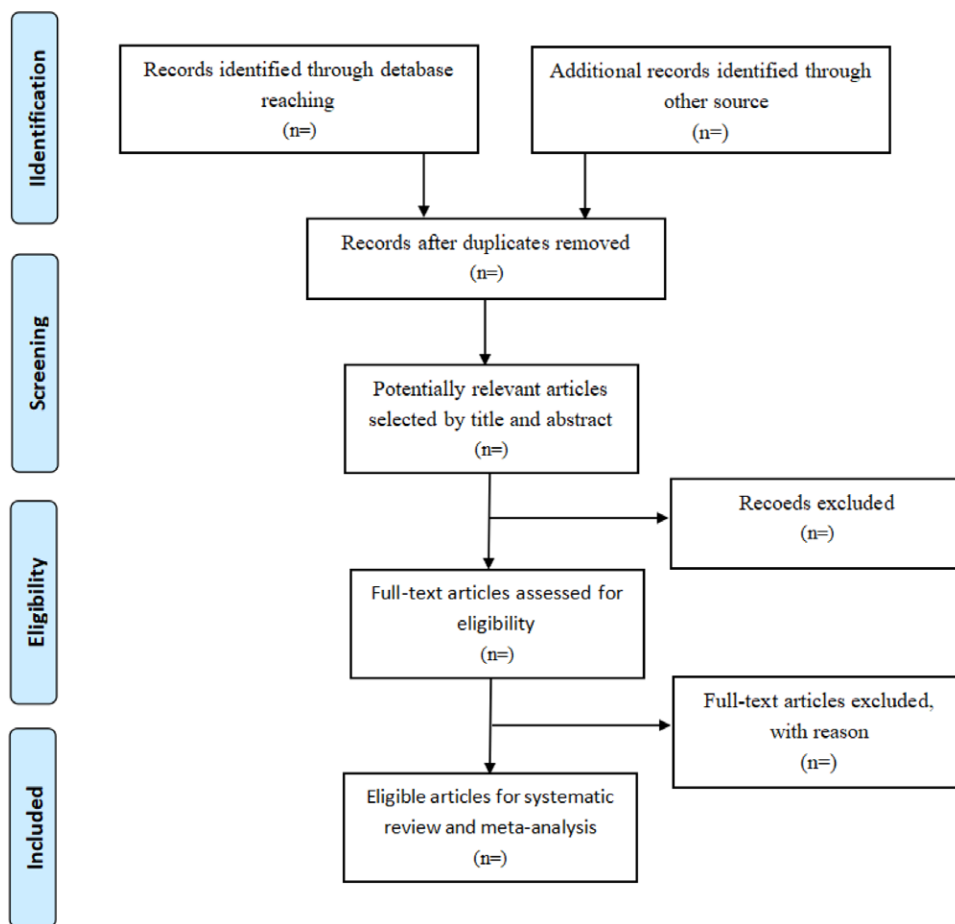 IIdentification
Records identified through detabase
reaching
(n=)
Additional records identified through
other source
(n=)
Records after duplicates removed
(n=)
Screening
Potentially relevant articles
selected by title and abstract
(n=)
Recoeds excluded
(n=)
Eligibility
Full-text articles assessed for
eligibility
(n=)
Full-text articles excluded,
with reason
(n=)
Included
Eligible articles for systematic
review and meta-analysis
(n=)